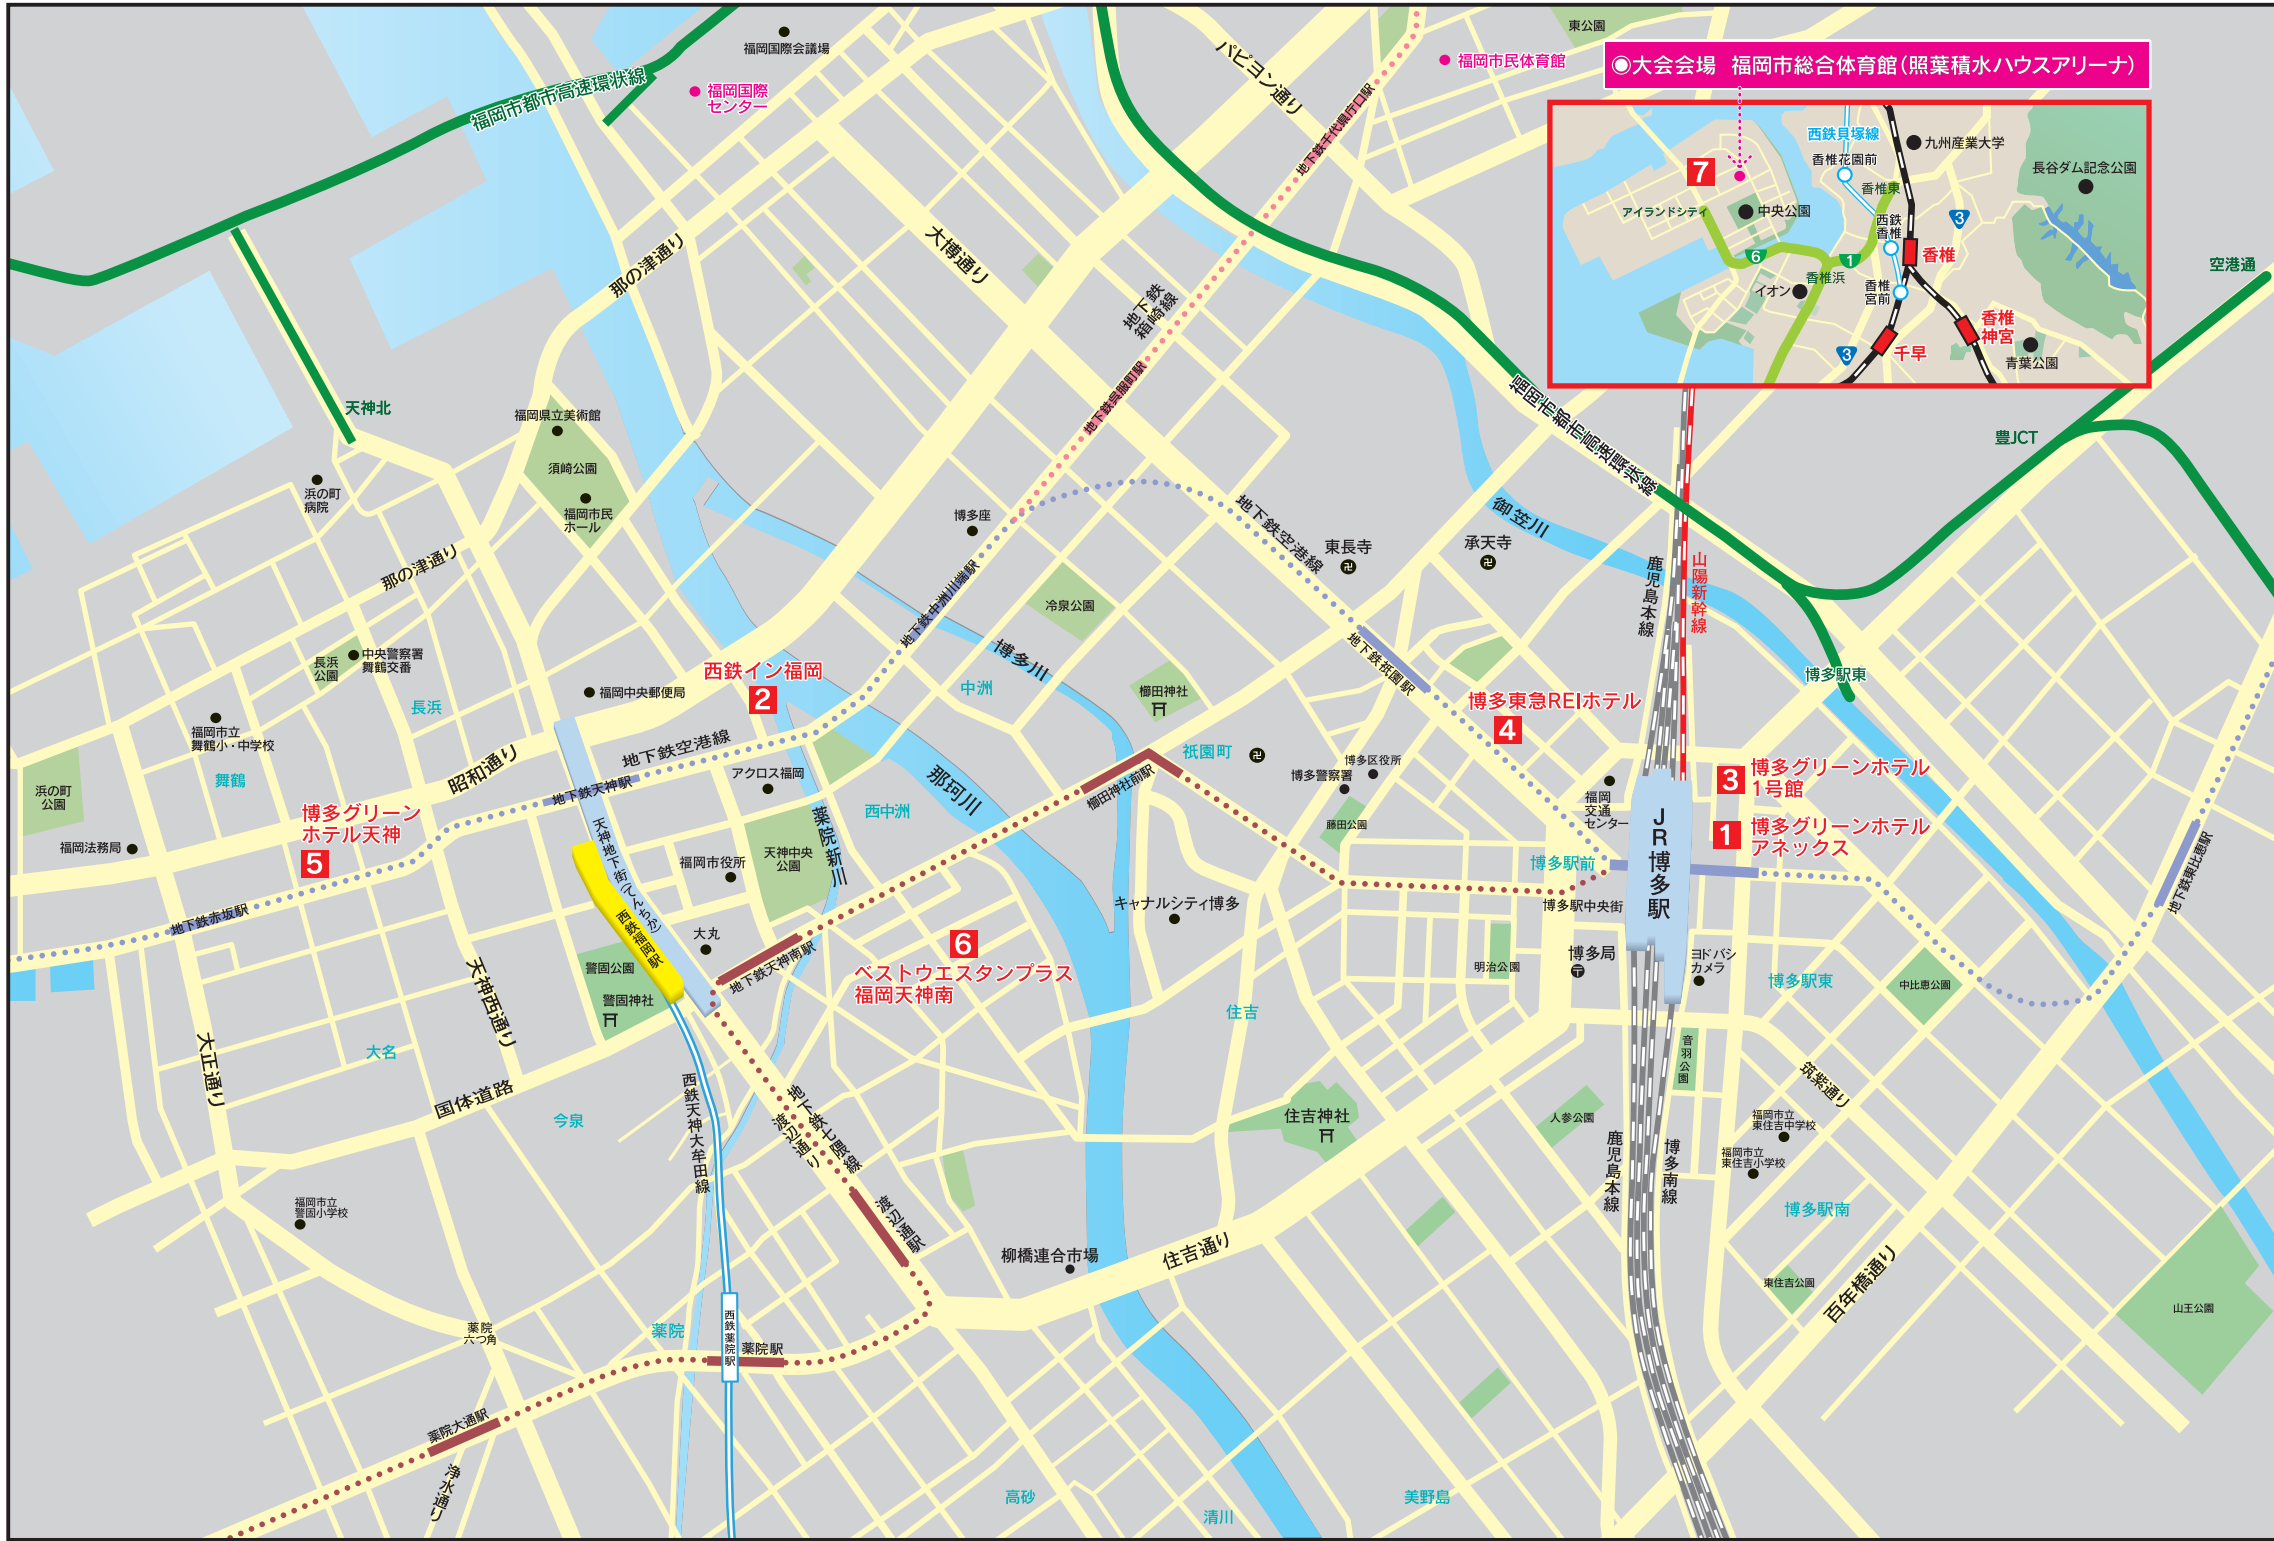 福岡国際会議場
東公園
福岡市都市高速環状線
福岡国際
センター
パピヨン通り
福岡市民体育館
◎大会会場 福岡市総合体育館(照葉積水ハウスアリーナ)
地下鉄千代県庁口駅
西鉄貝塚線
香椎花園前
九州産業大学
長谷ダム記念公園
7
香椎東
アイランドシティ
中央公園
西鉄
香椎
3
香椎
6
1
香椎浜
イオン
香椎
宮前
香椎
神宮
千早
3
青葉公園
空港通
那の津通り
大博通り
地下鉄
箱崎線
地下鉄呉服町駅
天神北
福岡県立美術館
須崎公園
福岡市民
ホール
浜の町
病院
福岡市都市高速環状線
豊JCT
博多座
地下鉄空港線
東長寺
承天寺
御笠川
鹿児島本線
山陽新幹線
那の津通り
地下鉄中洲川端駅
冷泉公園
長浜
公園
中央警察署
舞鶴交番
福岡中央郵便局
西鉄イン福岡
2
中洲
博多川
櫛田神社
地下鉄祇園駅
博多東急REIホテル
4
博多駅東
長浜
福岡市立
舞鶴小・中学校
舞鶴
昭和通り
地下鉄空港線
地下鉄天神駅
アクロス福岡
那珂川
西中洲
櫛田神社前駅
祇園町
博多区役所
博多警察署
藤田公園
福岡
交通
センター
3
博多グリーンホテル
1号館
1
博多グリーンホテル
アネックス
JR博多駅
博多駅前
博多駅中央街
地下鉄東比恵駅
浜の町
公園
福岡法務局
博多グリーン
ホテル天神
5
地下鉄赤坂駅
天神地下街(てんちか)
西鉄福岡駅
福岡市役所
天神中央
公園
薬院新川
大丸
地下鉄天神南駅
6
ベストウエスタンプラス
福岡天神南
キャナルシティ博多
明治公園
博多局
ヨドバシ
カメラ
博多駅東
中比恵公園
警固公園
警固神社
天神西通り
大正通り
大名
国体道路
今泉
西鉄天神大牟田線
地下鉄七隈線
渡辺通り
住吉
住吉神社
人参公園
音羽公園
筑紫通り
福岡市立
東住吉中学校
福岡市立
東住吉小学校
鹿児島本線
博多南線
博多駅南
福岡市立
警固小学校
渡辺通駅
柳橋連合市場
住吉通り
東住吉公園
百年橋通り
山王公園
薬院
六つ角
薬院
西鉄薬院駅
薬院駅
薬院大通駅
浄水通り
高砂
清川
美野島